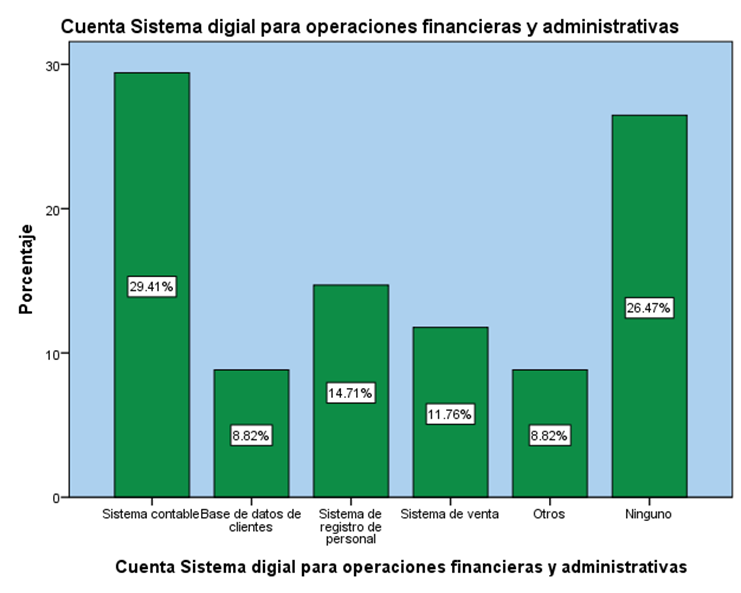 Cuenta Sistema digial para operaciones financieras y administrativas
Porcentaje
30
20
10
0
29.41%
8.82%
14.71%
11.76%
8.82%
26.47%
Sistema contable
Base de datos de
clientes
Sistema de
registro de
personal
Sistema de venta
Otros
Ninguno
Cuenta Sistema digial para operaciones financieras y administrativas